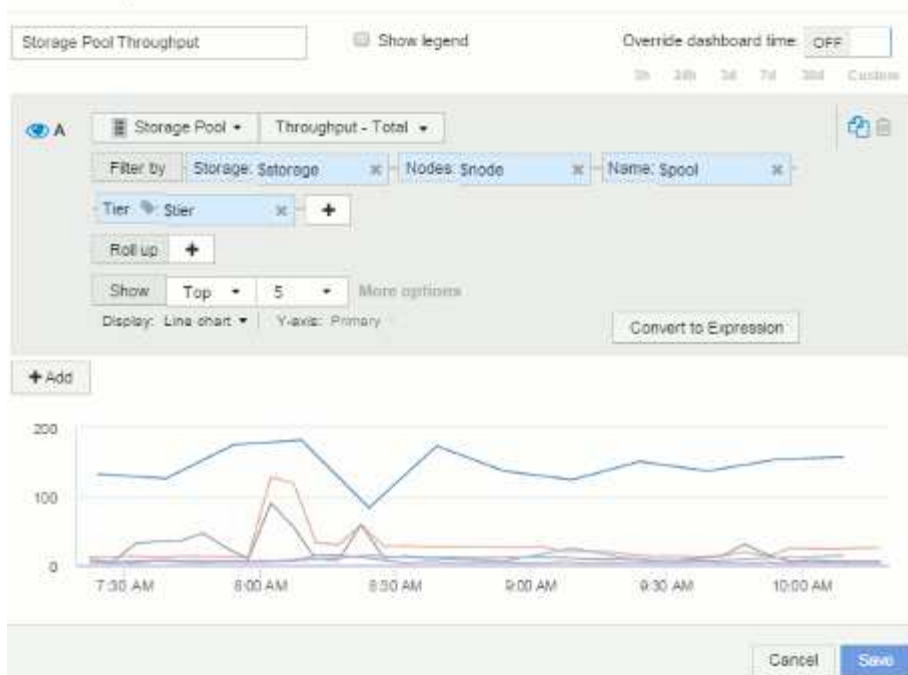 Storage Pool Throughput Show legend Override dashboard time: OFF
3h 24h 3d 7d 30d Custom
A Storage Pool Throughput - Total
Filter by Storage: $storage Nodes: $node Name: $pool
Tier $tier +
Roll up +
Show Top 5 More options
Display: Line chart Y-axis: Primary Convert to Expression
+ Add
200
100
0
7:30 AM 8:00 AM 8:30 AM 9:00 AM 9:30 AM 10:00 AM
Cancel Save